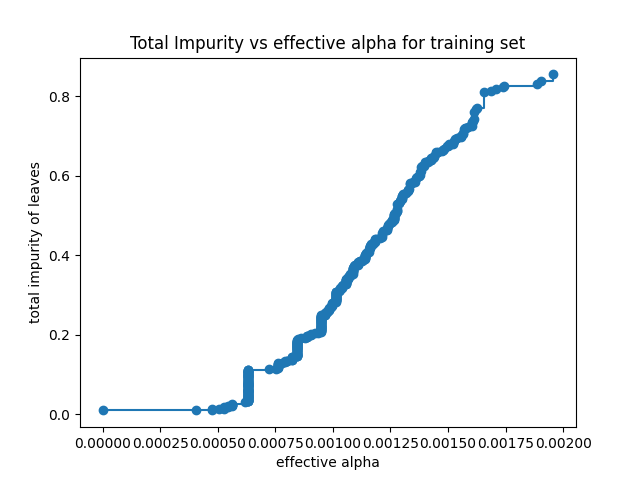 Total Impurity vs effective alpha for training set
total impurity of leaves
0.8
0.6
0.4
0.2
0.0
0.00000 0.00025 0.00050 0.00075 0.00100 0.00125 0.00150 0.00175 0.00200
effective alpha